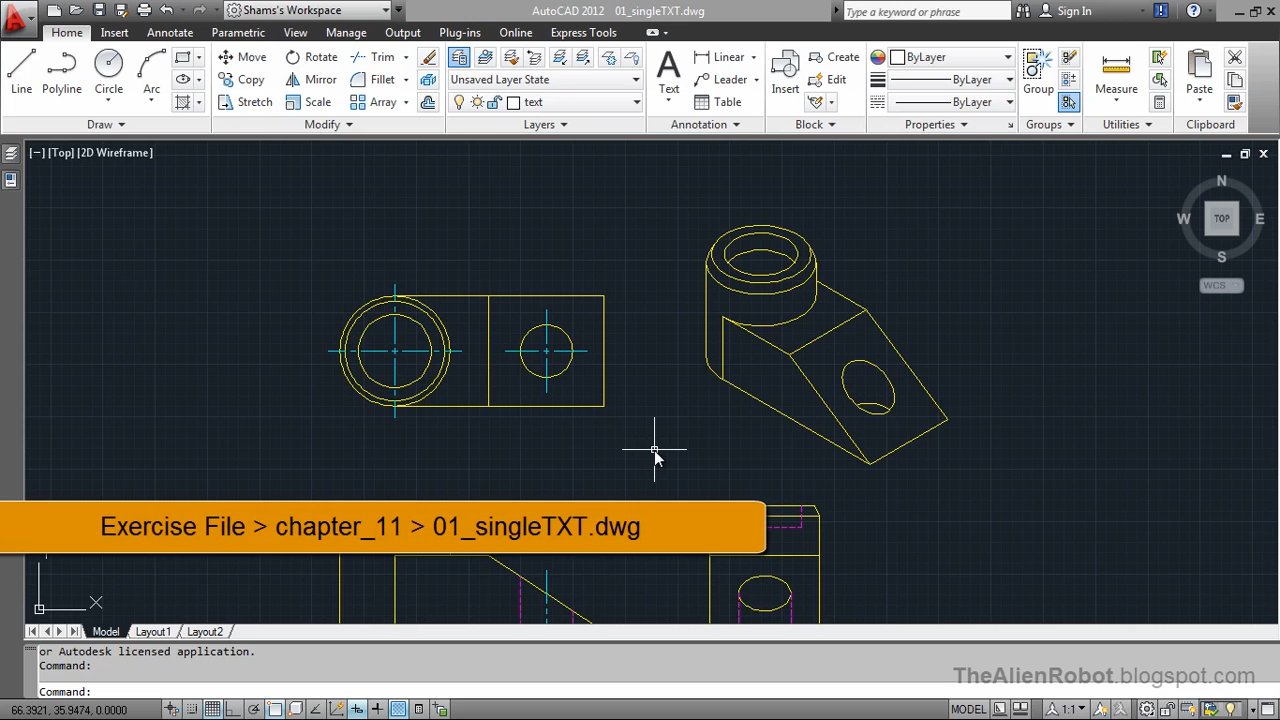 Shams's Workspace
AutoCAD 2012 01_singleTXT.dwg
Type a keyword or phrase
Sign In
Home Insert Annotate Parametric View Manage Output Plug-ins Online Express Tools
Line Polyline Circle Arc
Move Rotate Trim
Copy Mirror Fillet
Stretch Scale Array
Unsaved Layer State
text
Text Linear
Leader
Table
Insert Create
Edit
ByLayer
ByLayer
ByLayer
Group Measure Paste
Draw Modify Layers Annotation Block Properties Groups Utilities Clipboard
[−] [Top] [2D Wireframe]
N
W TOP E
S
WCS
Exercise File > chapter_11 > 01_singleTXT.dwg
X
Model Layout1 Layout2
or Autodesk licensed application.
Command:
Command:
TheAlienRobot.blogspot.com
66.3921, 35.9474, 0.0000
MODEL 1:1